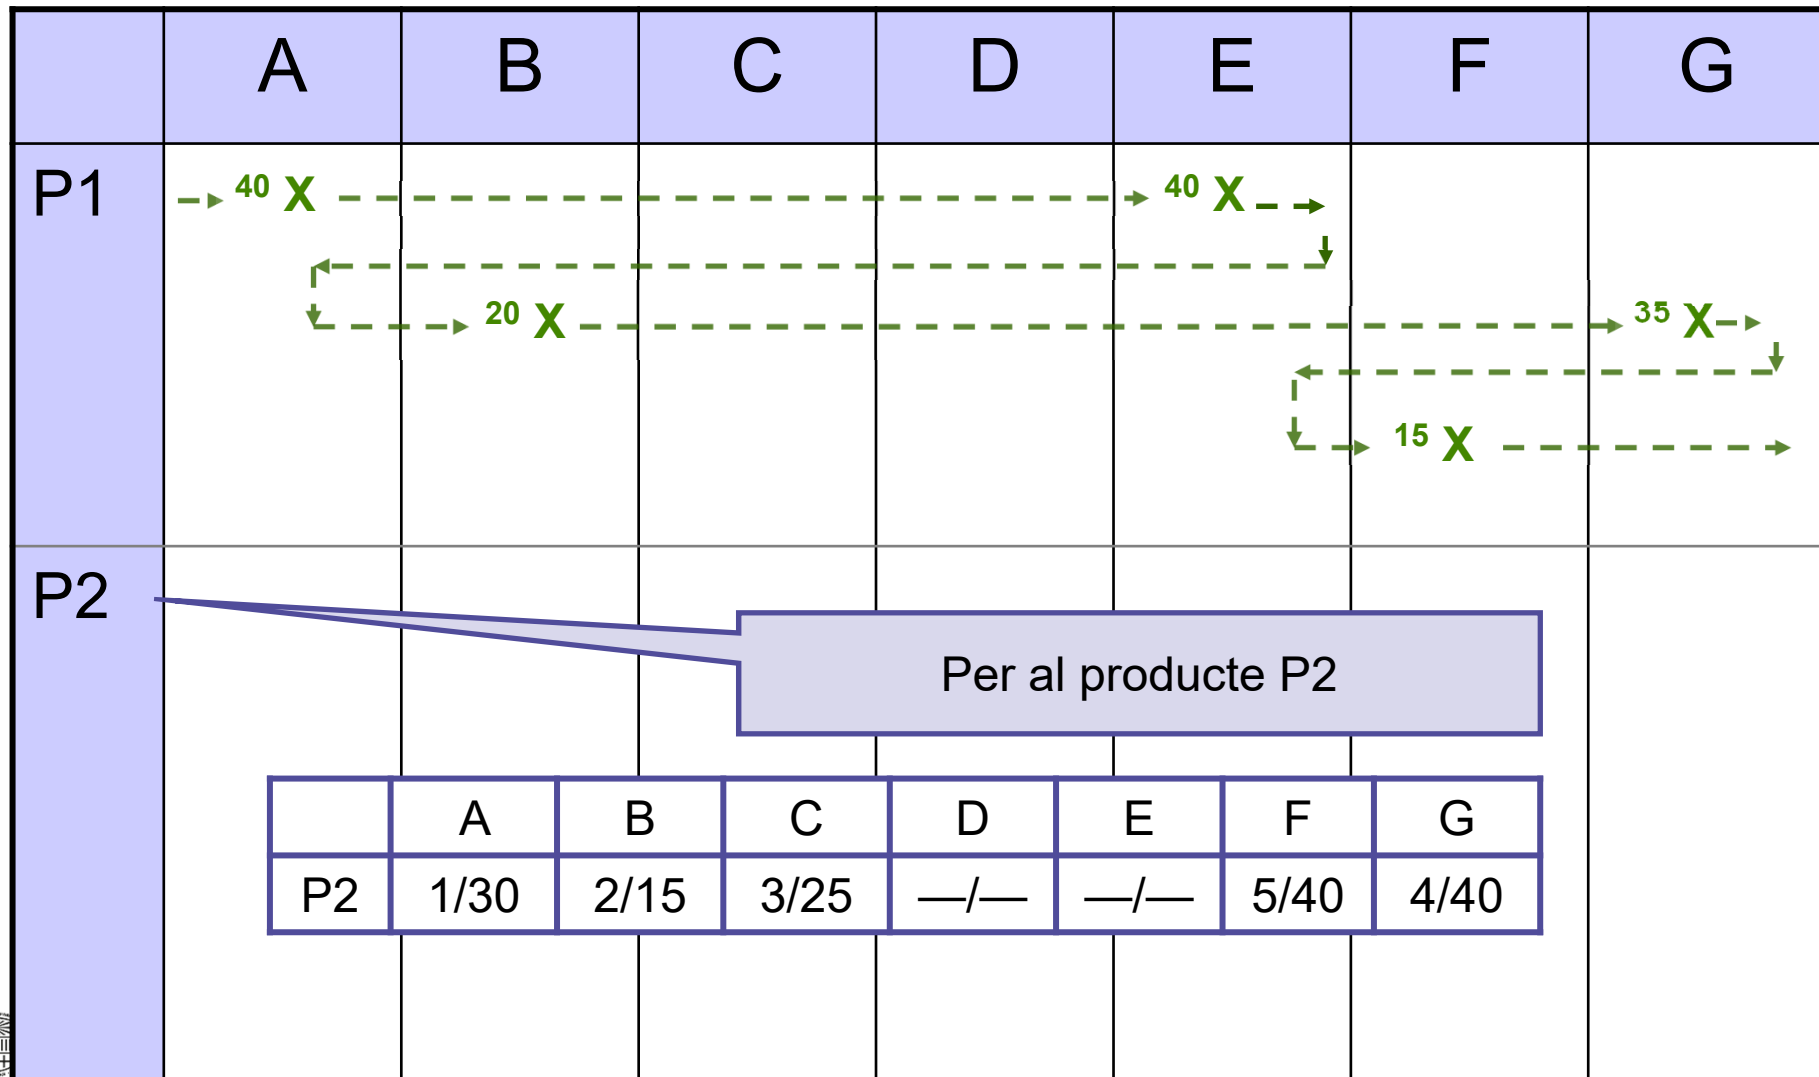 A B C D E F G
P1
40 X 40 X
20 X 35 X
15 X
P2
Per al producte P2
A B C D E F G
P2 1/30 2/15 3/25 —/— —/— 5/40 4/40